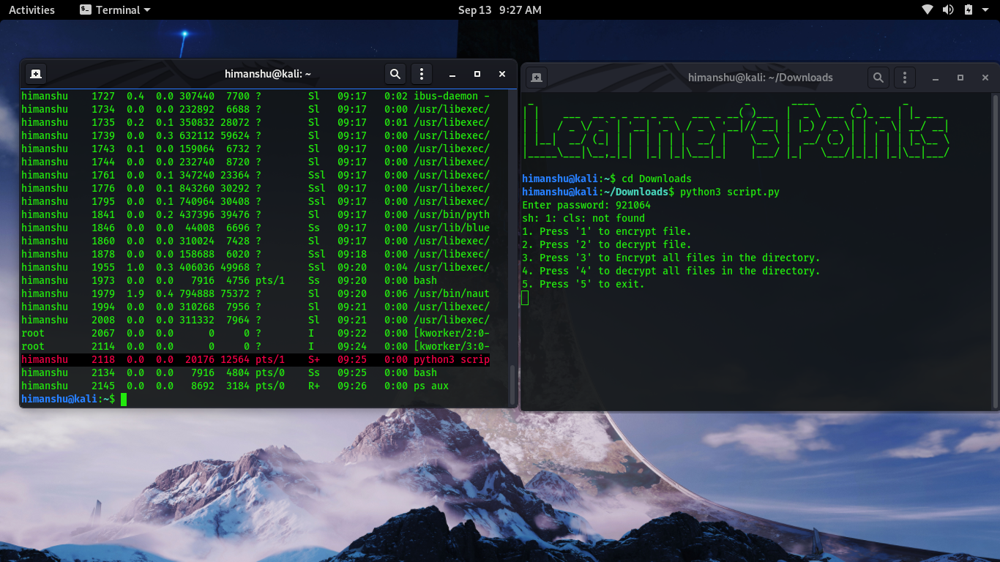 Activities Terminal Sep 13 9:27 AM
himanshu@kali: ~
himanshu 1727 0.4 0.0 307440 7700 ? Sl 09:17 0:02 ibus-daemon -
himanshu 1734 0.0 0.0 232892 6688 ? Sl 09:17 0:00 /usr/libexec/
himanshu 1735 0.2 0.1 350832 28072 ? Sl 09:17 0:01 /usr/libexec/
himanshu 1739 0.0 0.3 632112 59624 ? Sl 09:17 0:00 /usr/libexec/
himanshu 1743 0.1 0.0 159064 6732 ? Sl 09:17 0:00 /usr/libexec/
himanshu 1744 0.0 0.0 232740 8720 ? Sl 09:17 0:00 /usr/libexec/
himanshu 1761 0.0 0.1 347240 23364 ? Ssl 09:17 0:00 /usr/libexec/
himanshu 1776 0.0 0.1 843260 30292 ? Ssl 09:17 0:00 /usr/libexec/
himanshu 1795 0.0 0.1 740964 30408 ? Ssl 09:17 0:00 /usr/libexec/
himanshu 1841 0.0 0.2 437396 39476 ? Sl 09:17 0:00 /usr/bin/pyth
himanshu 1846 0.0 0.0 44008 6696 ? Ss 09:17 0:00 /usr/lib/blue
himanshu 1860 0.0 0.0 310024 7428 ? Sl 09:17 0:00 /usr/libexec/
himanshu 1878 0.0 0.0 158688 6020 ? Ssl 09:18 0:00 /usr/libexec/
himanshu 1955 1.0 0.3 406036 49968 ? Ssl 09:20 0:04 /usr/libexec/
himanshu 1973 0.0 0.0 7916 4756 pts/1 Ss 09:20 0:00 bash
himanshu 1979 1.9 0.4 794888 75372 ? Sl 09:20 0:06 /usr/bin/naut
himanshu 1994 0.0 0.0 310268 7956 ? Sl 09:21 0:00 /usr/libexec/
himanshu 2008 0.0 0.0 311332 7964 ? Sl 09:21 0:00 /usr/libexec/
root 2067 0.0 0.0 0 0 ? I 09:22 0:00 [kworker/2:0-
root 2114 0.0 0.0 0 0 ? I 09:24 0:00 [kworker/3:0-
himanshu 2118 0.0 0.0 20176 12564 pts/1 S+ 09:25 0:00 python3 scrip
himanshu 2134 0.0 0.0 7916 4804 pts/0 Ss 09:25 0:00 bash
himanshu 2145 0.0 0.0 8692 3184 pts/0 R+ 09:26 0:00 ps aux
himanshu@kali:~$
himanshu@kali: ~/Downloads
Learner's Points
himanshu@kali:~$ cd Downloads
himanshu@kali:~/Downloads$ python3 script.py
Enter password: 921064
sh: 1: cls: not found
1. Press '1' to encrypt file.
2. Press '2' to decrypt file.
3. Press '3' to Encrypt all files in the directory.
4. Press '4' to decrypt all files in the directory.
5. Press '5' to exit.